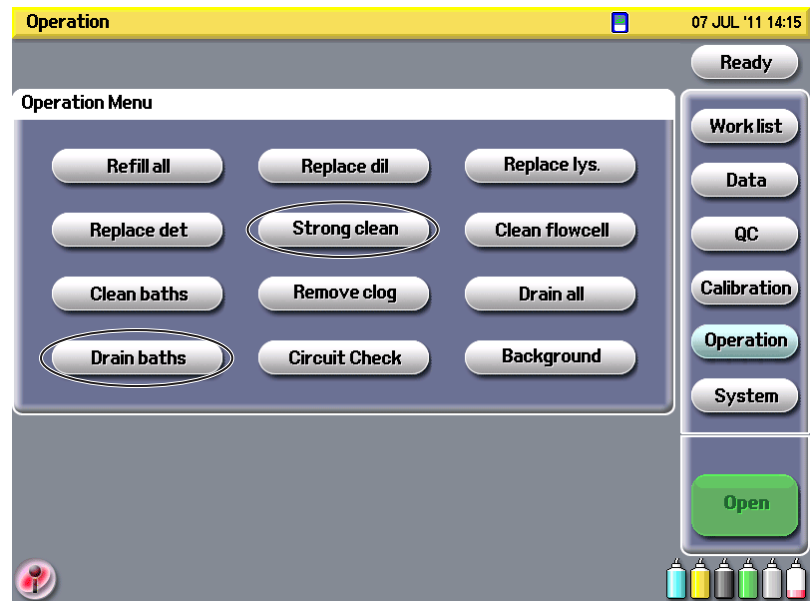 Operation
07 JUL '11 14:15
Ready
Operation Menu
Work list
Refill all
Replace dil
Replace lys.
Data
Replace det
Strong clean
Clean flowcell
QC
Clean baths
Remove clog
Drain all
Calibration
Drain baths
Circuit Check
Background
Operation
System
Open